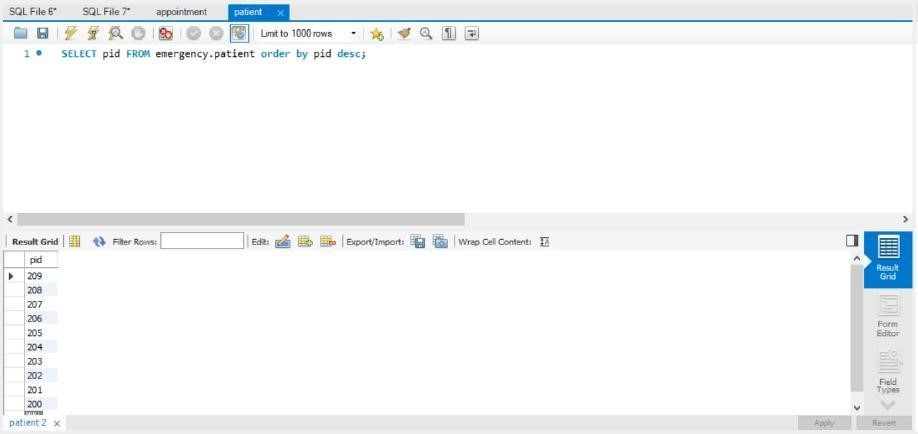 SQL File 6* SQL File 7* appointment patient ×
Limit to 1000 rows
1 SELECT pid FROM emergency.patient order by pid desc;
Result Grid Filter Rows: Edit: Export/Import: Wrap Cell Content:
pid
209
208
207
206
205
204
203
202
201
200
Result
Grid
Form
Editor
Field
Types
patient 2 × Apply Revert